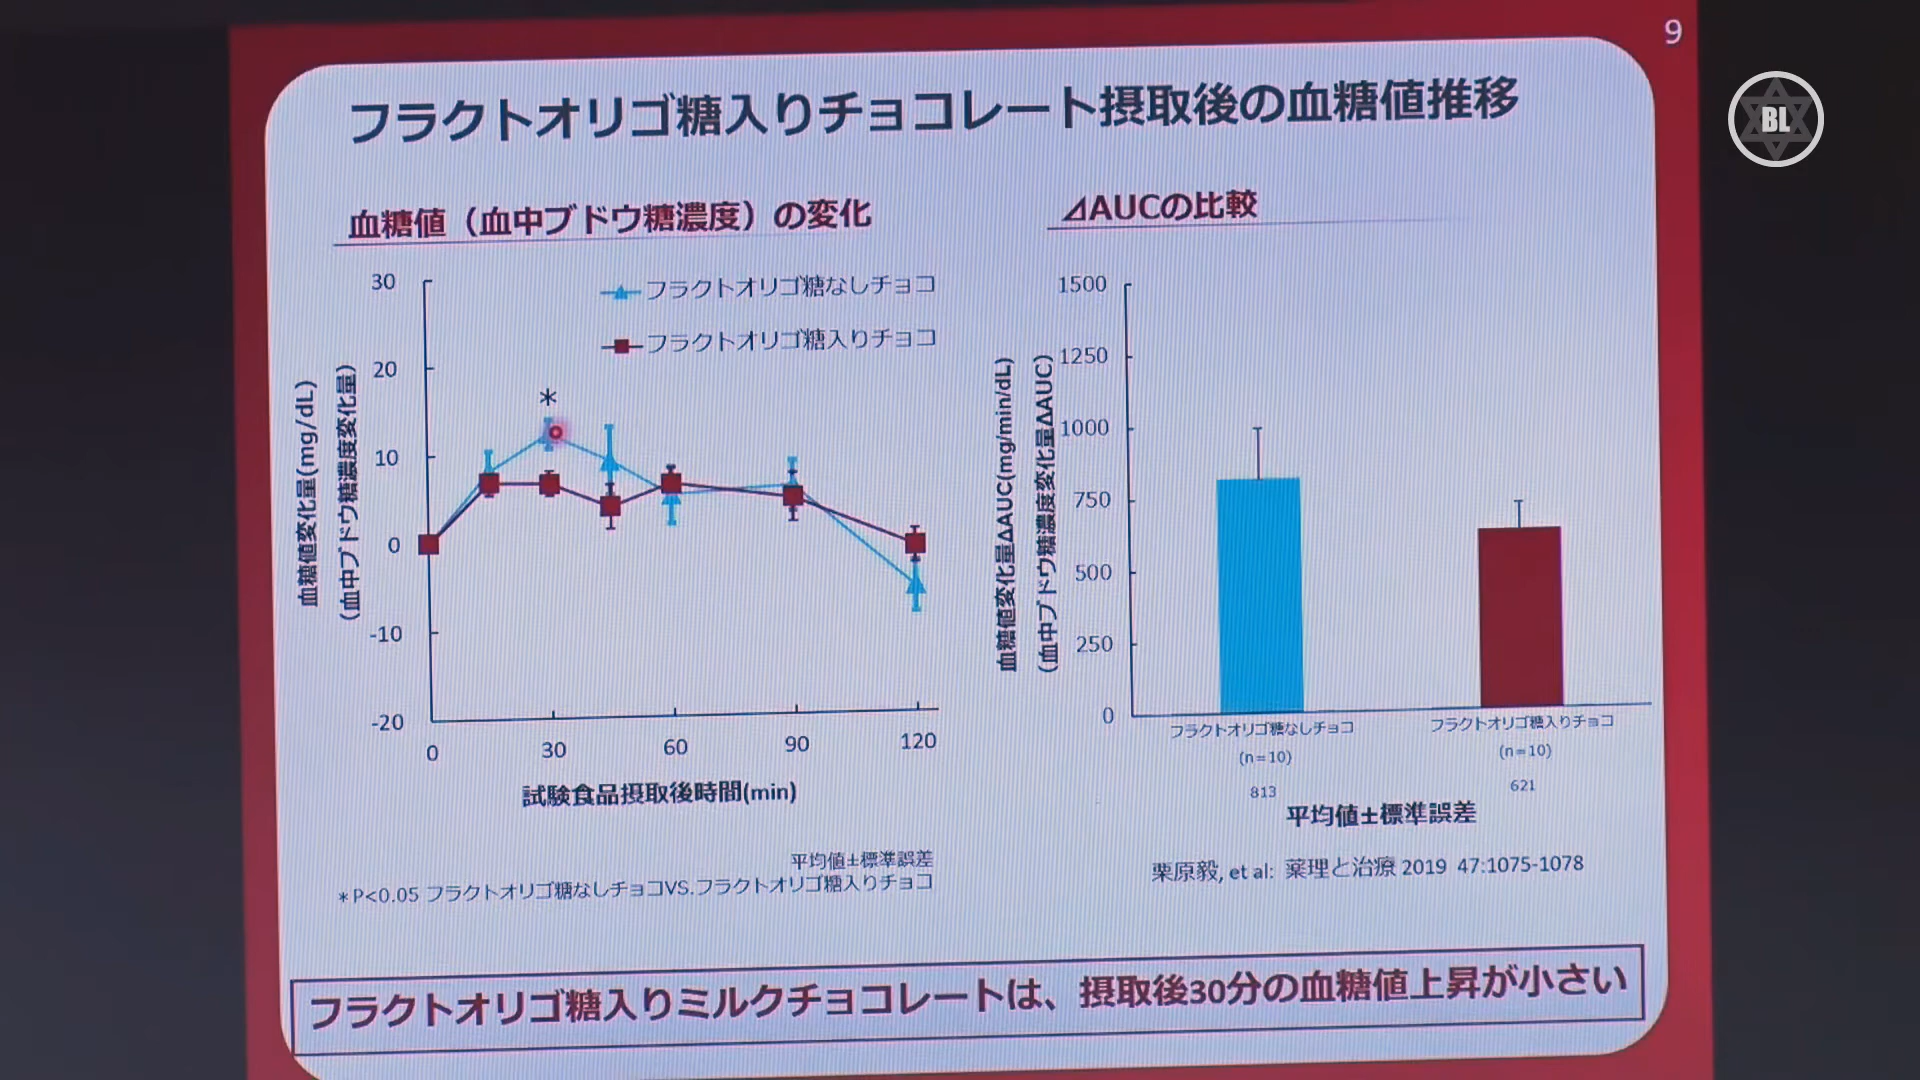 9
BL
フラクトオリゴ糖入りチョコレート摂取後の血糖値推移
血糖値（血中ブドウ糖濃度）の変化
フラクトオリゴ糖なしチョコ
フラクトオリゴ糖入りチョコ
血糖値変化量(mg/dL)
（血中ブドウ糖濃度変化量）
30
20
10
0
-10
-20
*
0 30 60 90 120
試験食品摂取後時間(min)
平均値±標準誤差
*P<0.05 フラクトオリゴ糖なしチョコVS.フラクトオリゴ糖入りチョコ
⊿AUCの比較
血糖値変化量ΔAUC(mg/min/dL)
（血中ブドウ糖濃度変化量ΔAUC）
1500
1250
1000
750
500
250
0
フラクトオリゴ糖なしチョコ フラクトオリゴ糖入りチョコ
(n=10) (n=10)
813 621
平均値±標準誤差
栗原毅, et al: 薬理と治療 2019 47:1075-1078
フラクトオリゴ糖入りミルクチョコレートは、摂取後30分の血糖値上昇が小さい